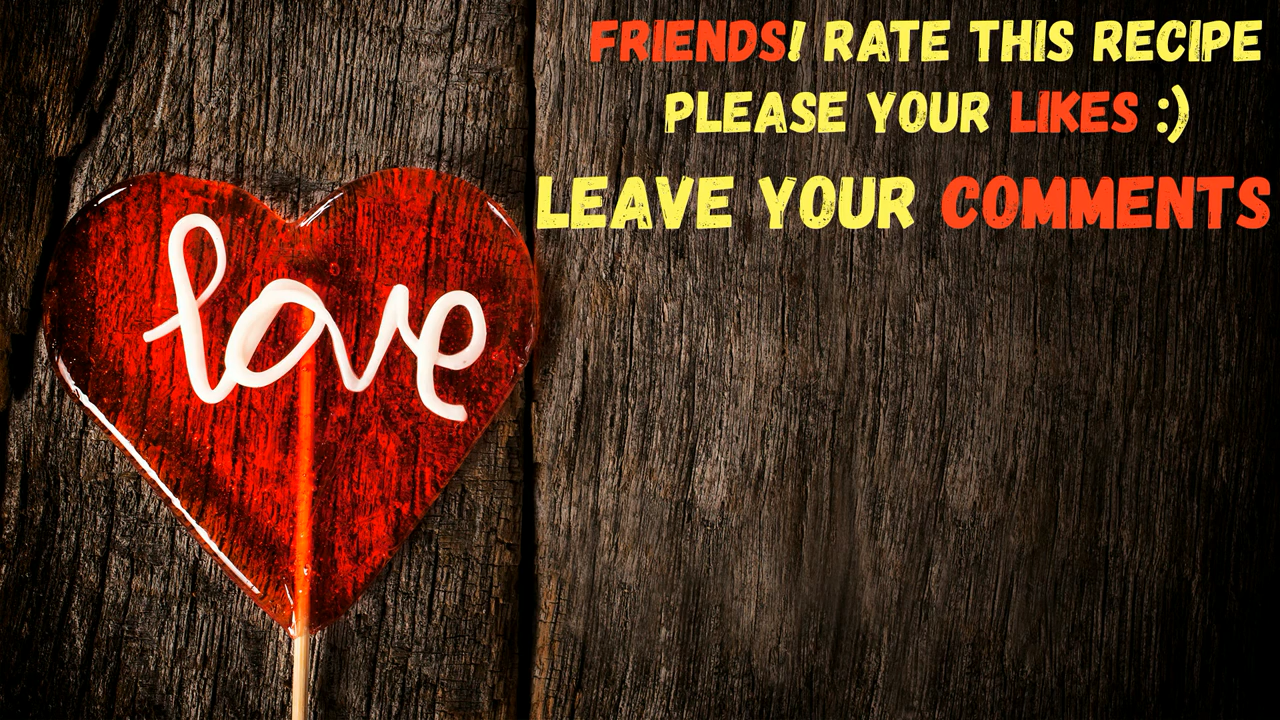 FRIENDS! RATE THIS RECIPE
PLEASE YOUR LIKES :)
LEAVE YOUR COMMENTS
love